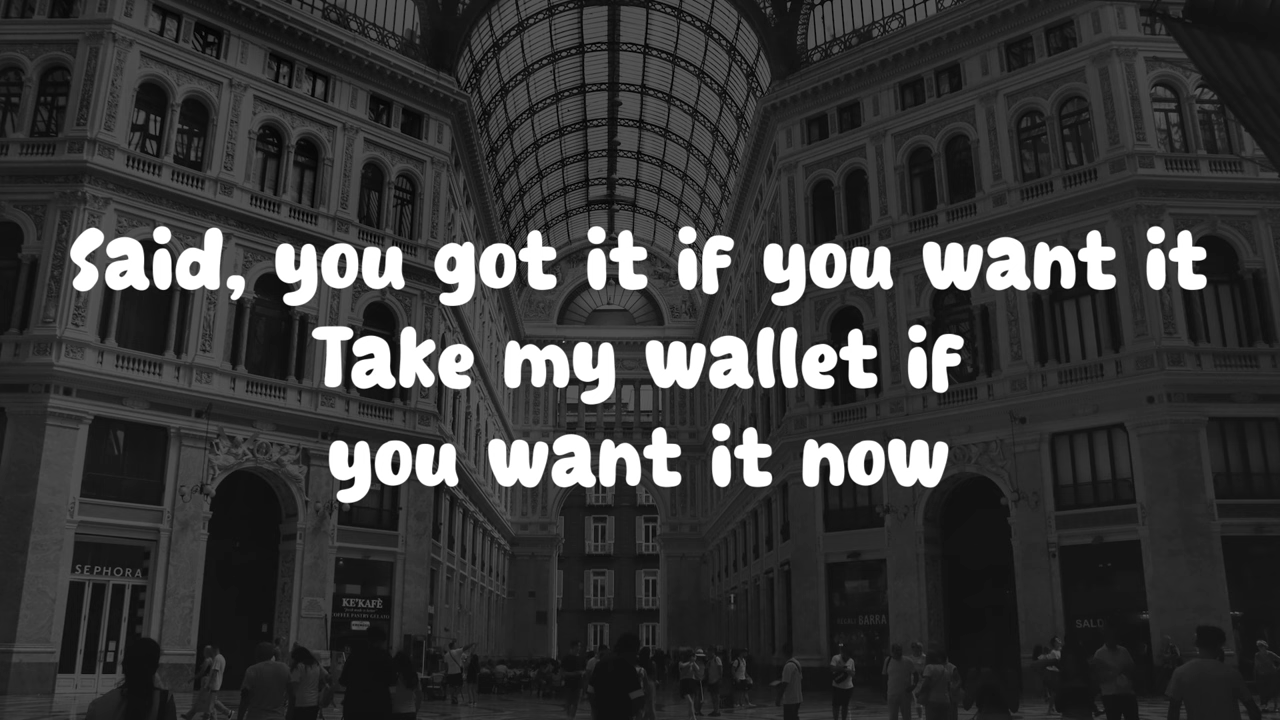 Said, you got it if you want it
Take my wallet if
you want it now
SEPHORA
KE'KAFÈ
BARRA